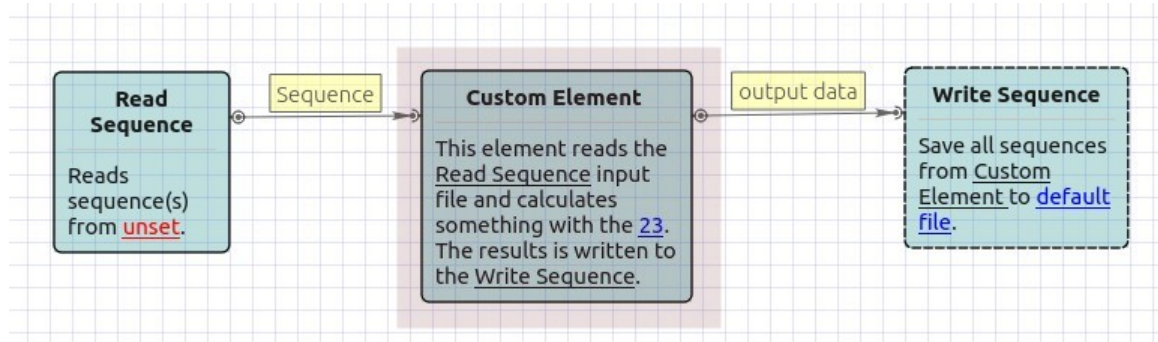 Read
Sequence
Reads
sequence(s)
from unset.
Sequence
Custom Element
This element reads the
Read Sequence input
file and calculates
something with the 23.
The results is written to
the Write Sequence.
output data
Write Sequence
Save all sequences
from Custom
Element to default
file.